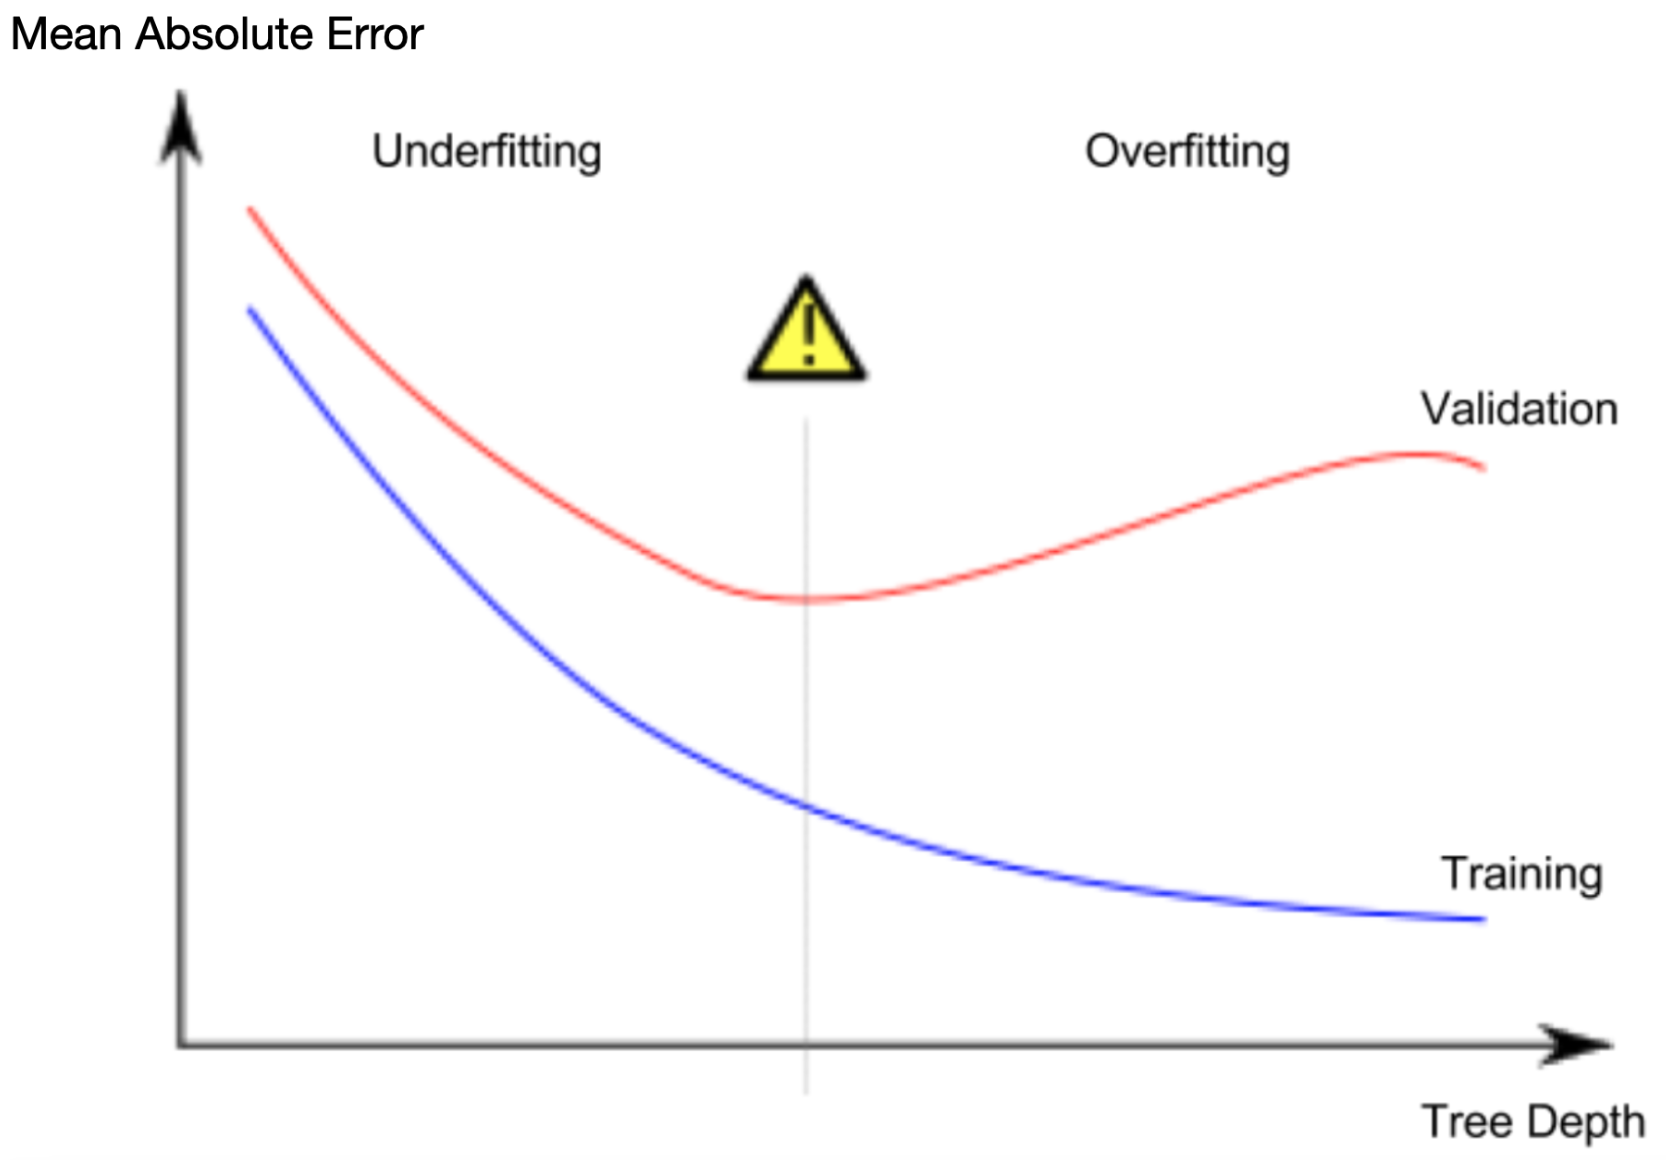 Mean Absolute Error
Underfitting
Overfitting
!
Validation
Training
Tree Depth